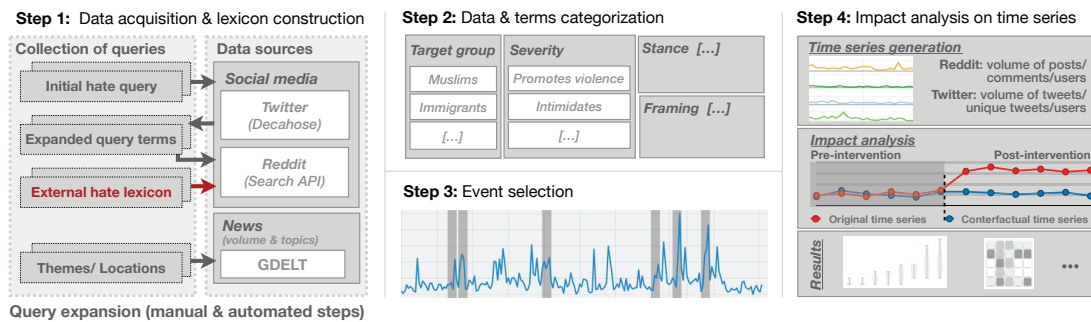 Step 1: Data acquisition & lexicon construction
Collection of queries
Data sources
Initial hate query
Expanded query terms
External hate lexicon
Themes/ Locations
Social media
Twitter
(Decahose)
Reddit
(Search API)
News
(volume & topics)
GDELT
Query expansion (manual & automated steps)
Step 2: Data & terms categorization
Target group
Muslims
Immigrants
[...]
Severity
Promotes violence
Intimidates
[...]
Stance [...]
Framing [...]
Step 3: Event selection
Step 4: Impact analysis on time series
Time series generation
Reddit: volume of posts/
comments/users
Twitter: volume of tweets/
unique tweets/users
Impact analysis
Pre-intervention
Post-intervention
Original time series
Conterfactual time series
Results
...